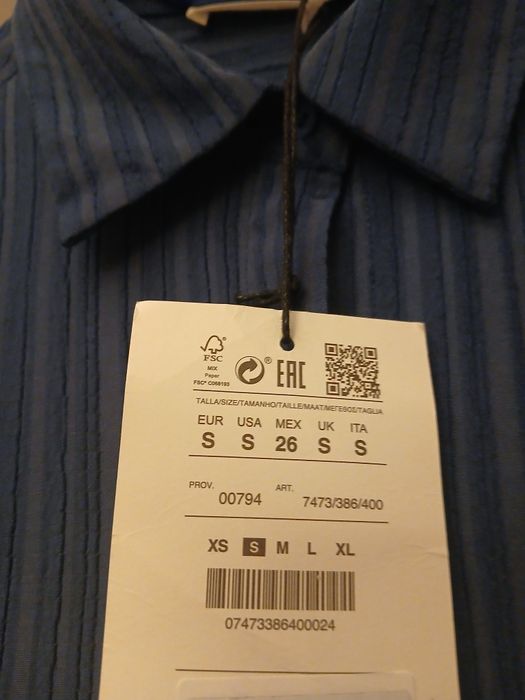 FSC
MIX
Paper
FSC® C068193
® EAC
TALLA/SIZE/TAMANHO/TAILLE/MAAT/ΜΕΓΕΘΟΣ/TAGLIA
EUR USA MEX UK ITA
S S 26 S S
PROV. 00794 ART. 7473/386/400
XS S M L XL
07473386400024